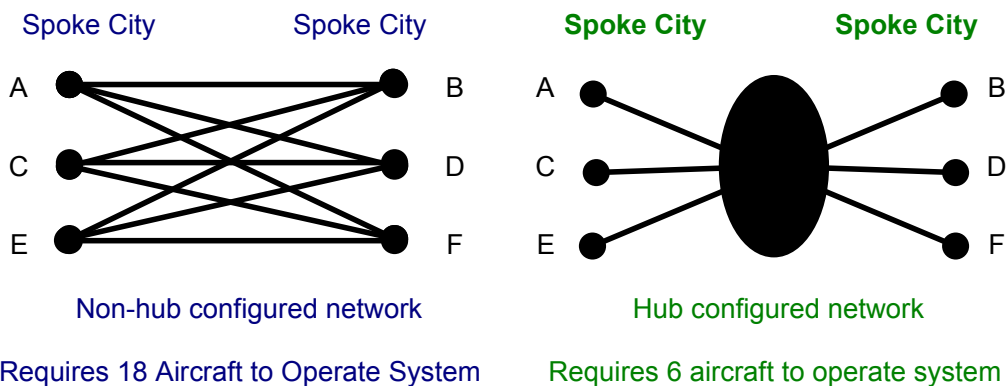 Spoke City Spoke City
A B
C D
E F
Non-hub configured network
Requires 18 Aircraft to Operate System
Spoke City Spoke City
A B
C D
E F
Hub configured network
Requires 6 aircraft to operate system